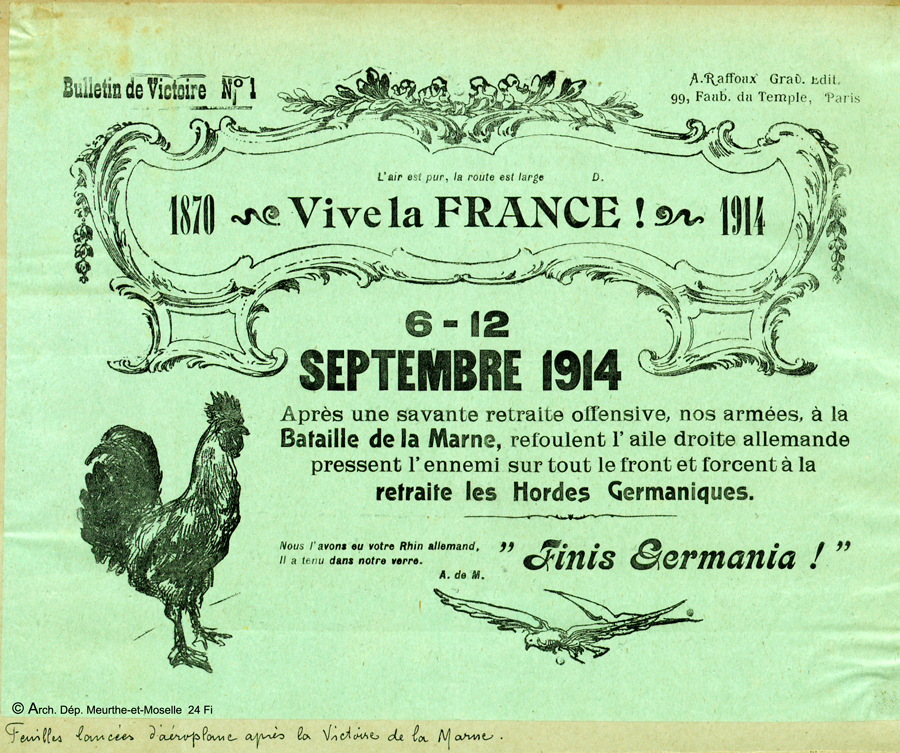 Bulletin de Victoire Nº 1
A. Raffoux Grav. Edit.
99, Faub. du Temple, Paris
L'air est pur, la route est large D.
1870 Vive la FRANCE ! 1914
6 - 12
SEPTEMBRE 1914
Après une savante retraite offensive, nos armées, à la
Bataille de la Marne, refoulent l'aile droite allemande
pressent l'ennemi sur tout le front et forcent à la
retraite les Hordes Germaniques.
Nous l'avons eu votre Rhin allemand,
Il a tenu dans notre verre.
A. de M.
" Finis Germania ! "
© Arch. Dép. Meurthe-et-Moselle 24 Fi
Feuilles lancées d'aéroplane après la Victoire de la Marne.